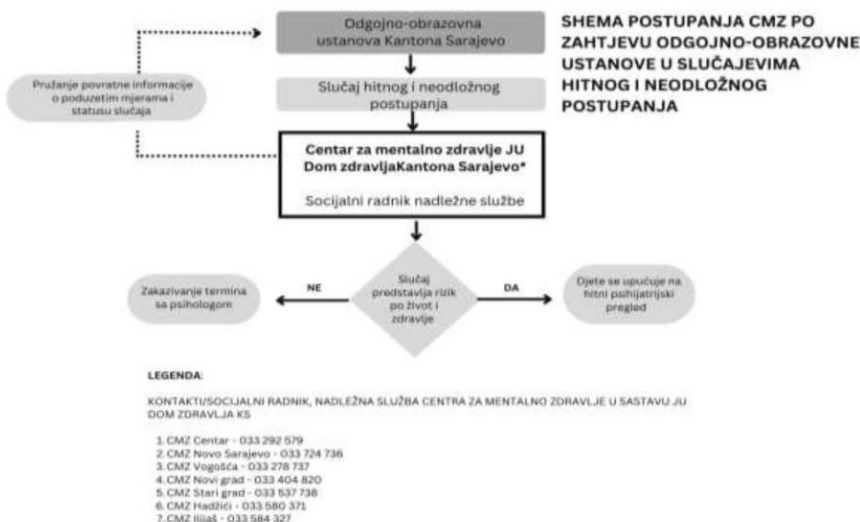 Odgojno-obrazovna
ustanova Kantona Sarajevo
SHEMA POSTUPANJA CMZ PO
ZAHTJEVU ODGOJNO-OBRAZOVNE
USTANOVE U SLUČAJEVIMA
HITNOG I NEODLOŽNOG
POSTUPANJA
Pružanje povratne informacije
o poduzetim mjerama i
statusu slučaja
Slučaj hitnog i neodložnog
postupanja
Centar za mentalno zdravlje JU
Dom zdravljaKantona Sarajevo*
Socijalni radnik nadležne službe
Zakazivanje termina
sa psihologom
NE
Slučaj
predstavlja rizik
po život i
zdravlje
DA
Djete se upućuje na
hitni psihijatrijski
pregled
LEGENDA:
KONTAKTI/SOCIJALNI RADNIK, NADLEŽNA SLUŽBA CENTRA ZA MENTALNO ZDRAVLJE U SASTAVU JU
DOM ZDRAVLJA KS
1. CMZ Centar - 033 292 579
2. CMZ Novo Sarajevo - 033 724 736
3. CMZ Vogošća - 033 278 737
4. CMZ Novi grad - 033 404 820
5. CMZ Stari grad - 033 537 738
6. CMZ Hadžići - 033 580 371
7. CMZ Ilijaš - 033 584 327